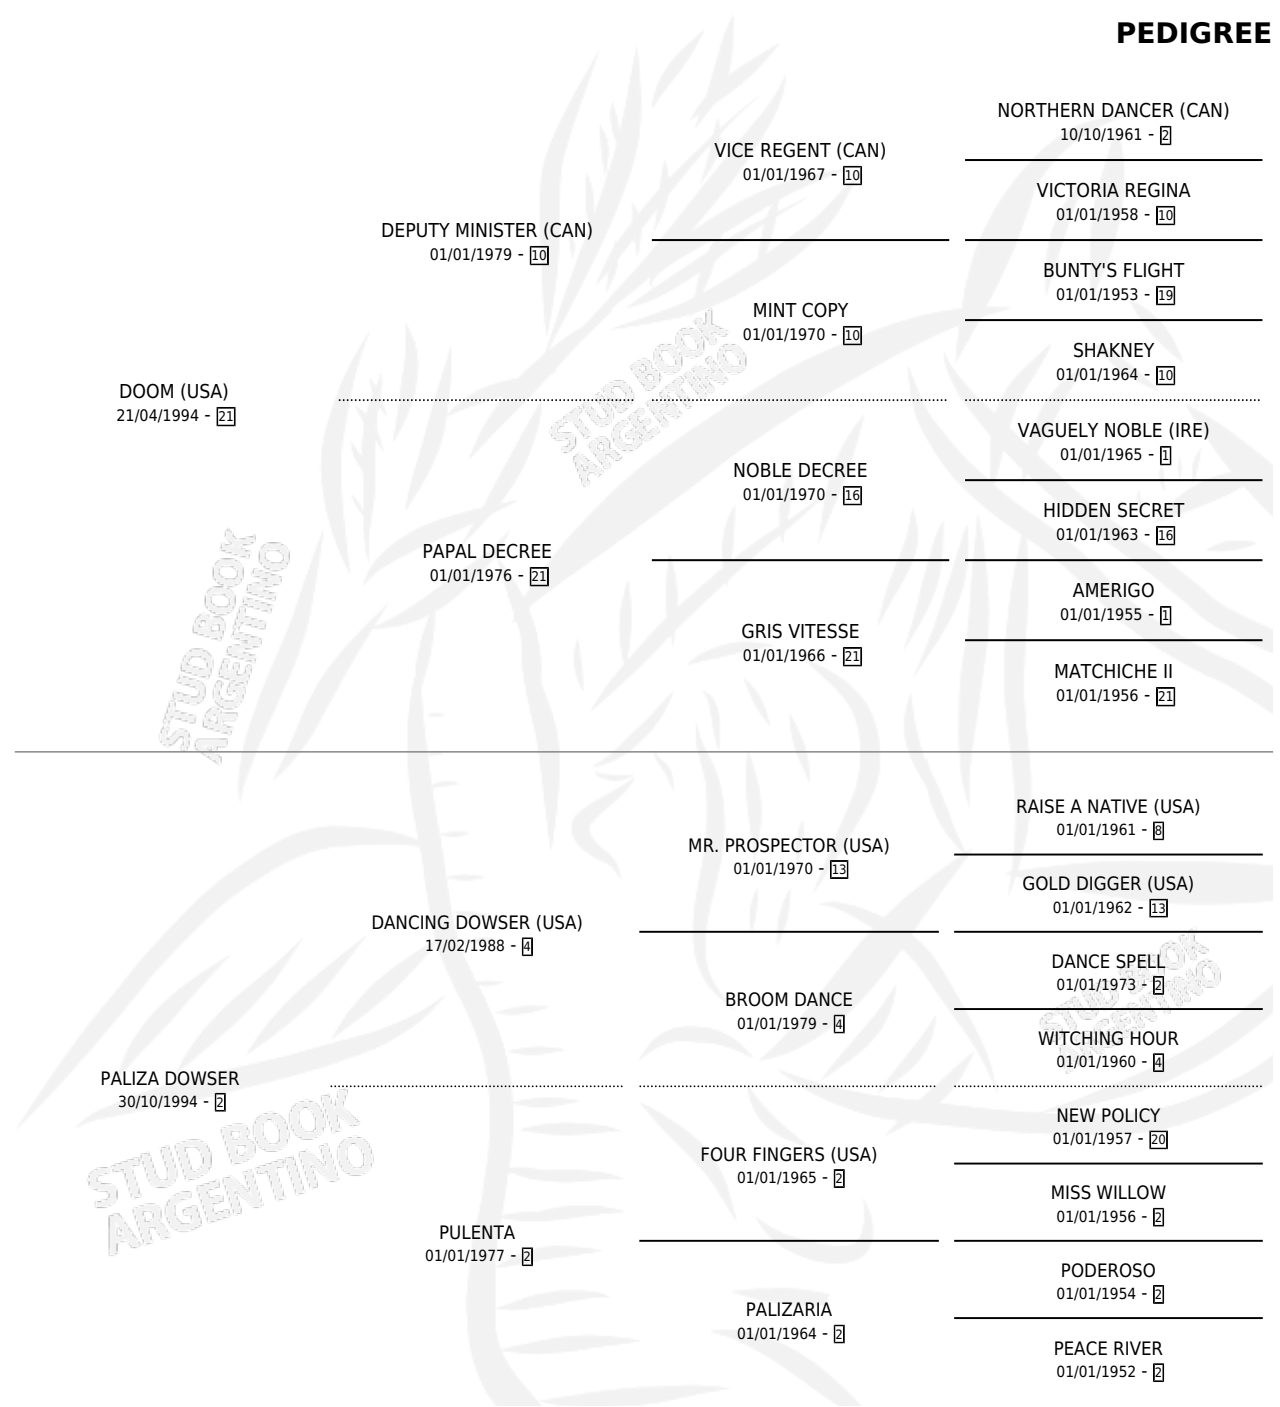 PEDIGREE
NORTHERN DANCER (CAN)
10/10/1961 - 2
VICE REGENT (CAN)
01/01/1967 - 10
VICTORIA REGINA
01/01/1958 - 10
DEPUTY MINISTER (CAN)
01/01/1979 - 10
BUNTY'S FLIGHT
01/01/1953 - 19
MINT COPY
01/01/1970 - 10
SHAKNEY
01/01/1964 - 10
DOOM (USA)
21/04/1994 - 21
VAGUELY NOBLE (IRE)
01/01/1965 - 1
NOBLE DECREE
01/01/1970 - 16
HIDDEN SECRET
01/01/1963 - 16
PAPAL DECREE
01/01/1976 - 21
AMERIGO
01/01/1955 - 1
GRIS VITESSE
01/01/1966 - 21
MATCHICHE II
01/01/1956 - 21
RAISE A NATIVE (USA)
01/01/1961 - 8
MR. PROSPECTOR (USA)
01/01/1970 - 13
GOLD DIGGER (USA)
01/01/1962 - 13
DANCING DOWSER (USA)
17/02/1988 - 4
DANCE SPELL
01/01/1973 - 2
BROOM DANCE
01/01/1979 - 4
WITCHING HOUR
01/01/1960 - 4
PALIZA DOWSER
30/10/1994 - 2
NEW POLICY
01/01/1957 - 20
FOUR FINGERS (USA)
01/01/1965 - 2
MISS WILLOW
01/01/1956 - 2
PULENTA
01/01/1977 - 2
PODEROSO
01/01/1954 - 2
PALIZARIA
01/01/1964 - 2
PEACE RIVER
01/01/1952 - 2
STUD BOOK
ARGENTINO
STUD BOOK
ARGENTINO
STUD BOOK
ARGENTINO
STUD BOOK
ARGENTINO